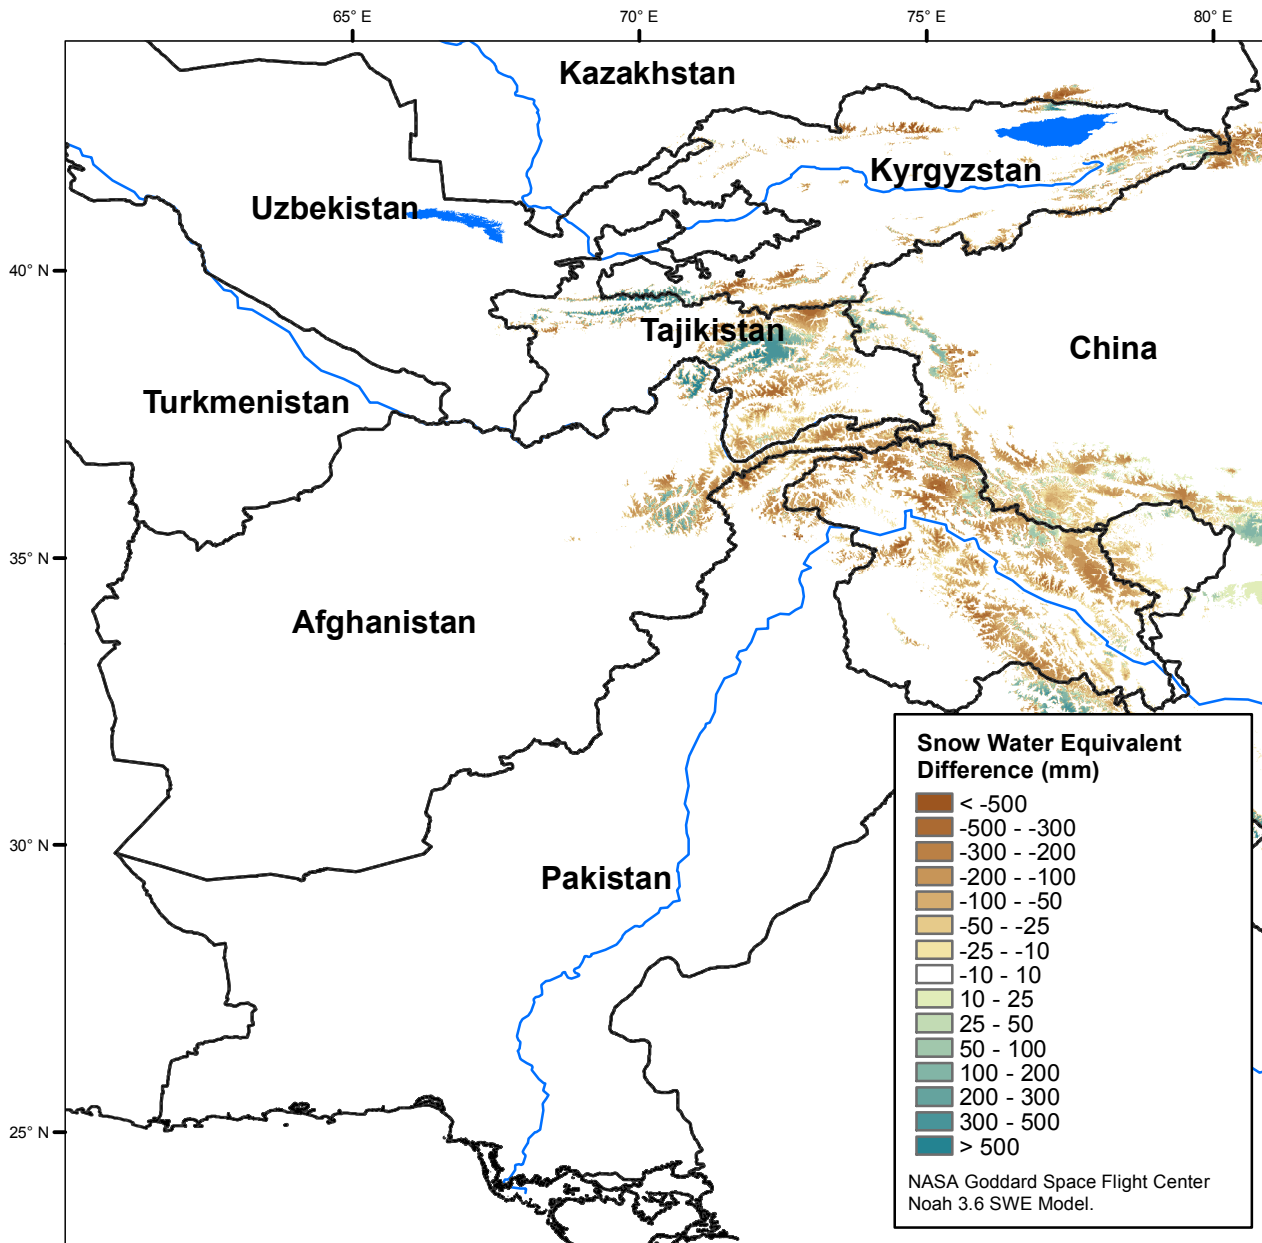 65° E
70° E
75° E
80° E
Kazakhstan
Kyrgyzstan
Uzbekistan
40° N
Tajikistan
China
Turkmenistan
35° N
Afghanistan
30° N
Pakistan
25° N
Snow Water Equivalent
Difference (mm)
< -500
-500 - -300
-300 - -200
-200 - -100
-100 - -50
-50 - -25
-25 - -10
-10 - 10
10 - 25
25 - 50
50 - 100
100 - 200
200 - 300
300 - 500
> 500
NASA Goddard Space Flight Center
Noah 3.6 SWE Model.